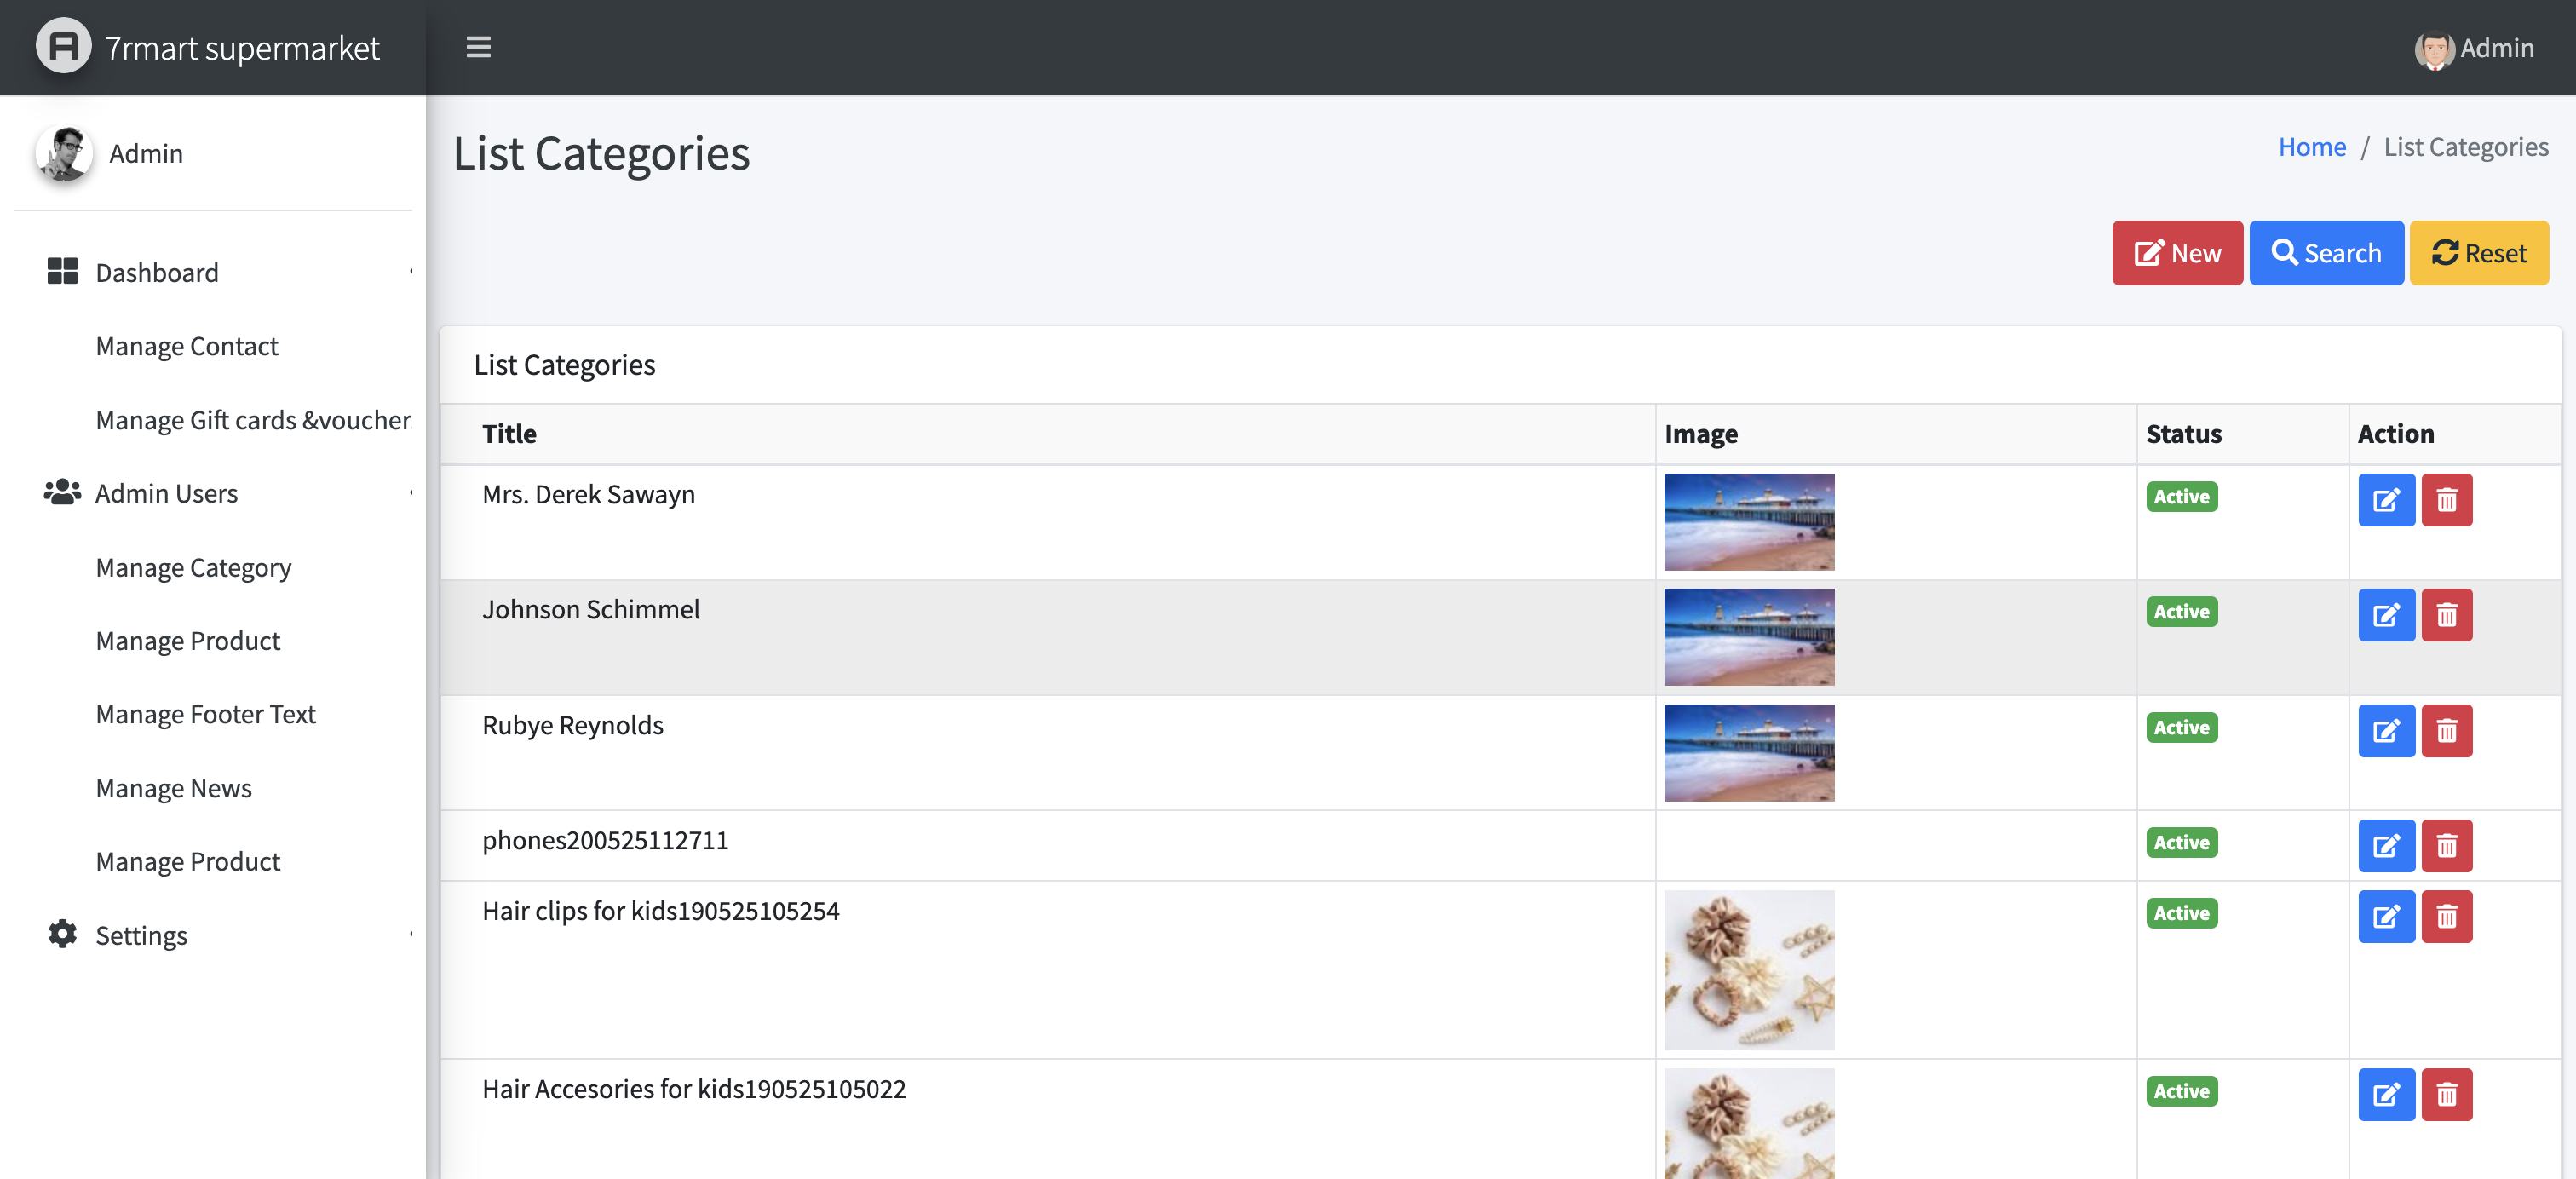 7rmart supermarket
Admin
Admin
List Categories
Home / List Categories
New
Search
Reset
Dashboard
Manage Contact
Manage Gift cards &voucher
Admin Users
Manage Category
Manage Product
Manage Footer Text
Manage News
Manage Product
Settings
List Categories
Title Image Status Action
Mrs. Derek Sawayn Active
Johnson Schimmel Active
Rubye Reynolds Active
phones200525112711 Active
Hair clips for kids190525105254 Active
Hair Accesories for kids190525105022 Active